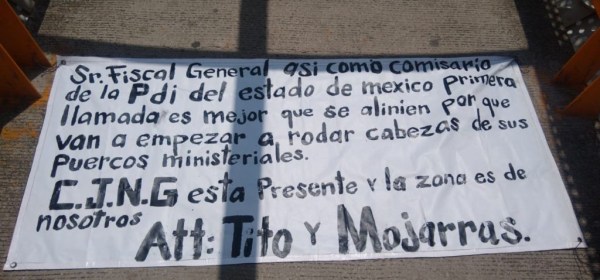 Sr. Fiscal General asi como comisario
de la Pdi del estado de mexico Primera
llamada es mejor que se alinien por que
van a empezar a rodar cabezas de sus
Puercos ministeriales.
C.J.N.G esta Presente y la zona es de
nosotros
Att: Tito Y Mojarras.